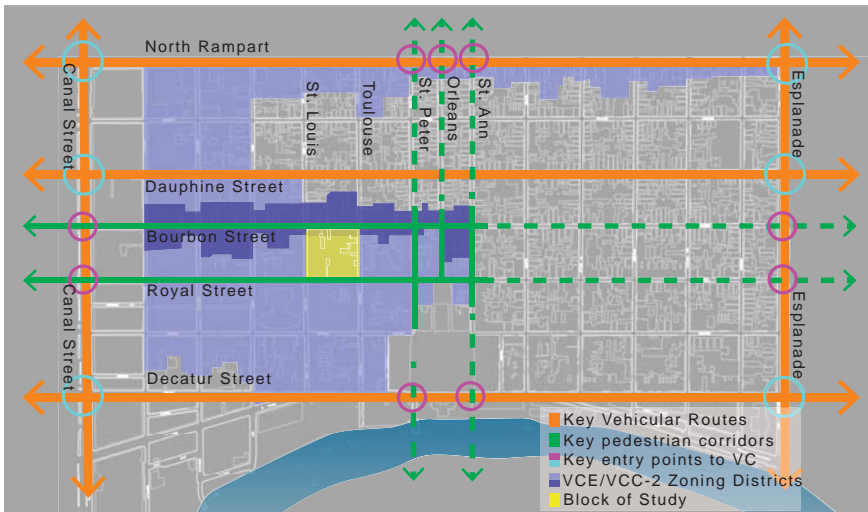 North Rampart
Canal Street
St. Louis
Toulouse
St. Peter
Orleans
St. Ann
Esplanade
Dauphine Street
Bourbon Street
Royal Street
Canal Street
Esplanade
Decatur Street
Key Vehicular Routes
Key pedestrian corridors
Key entry points to VC
VCE/VCC-2 Zoning Districts
Block of Study